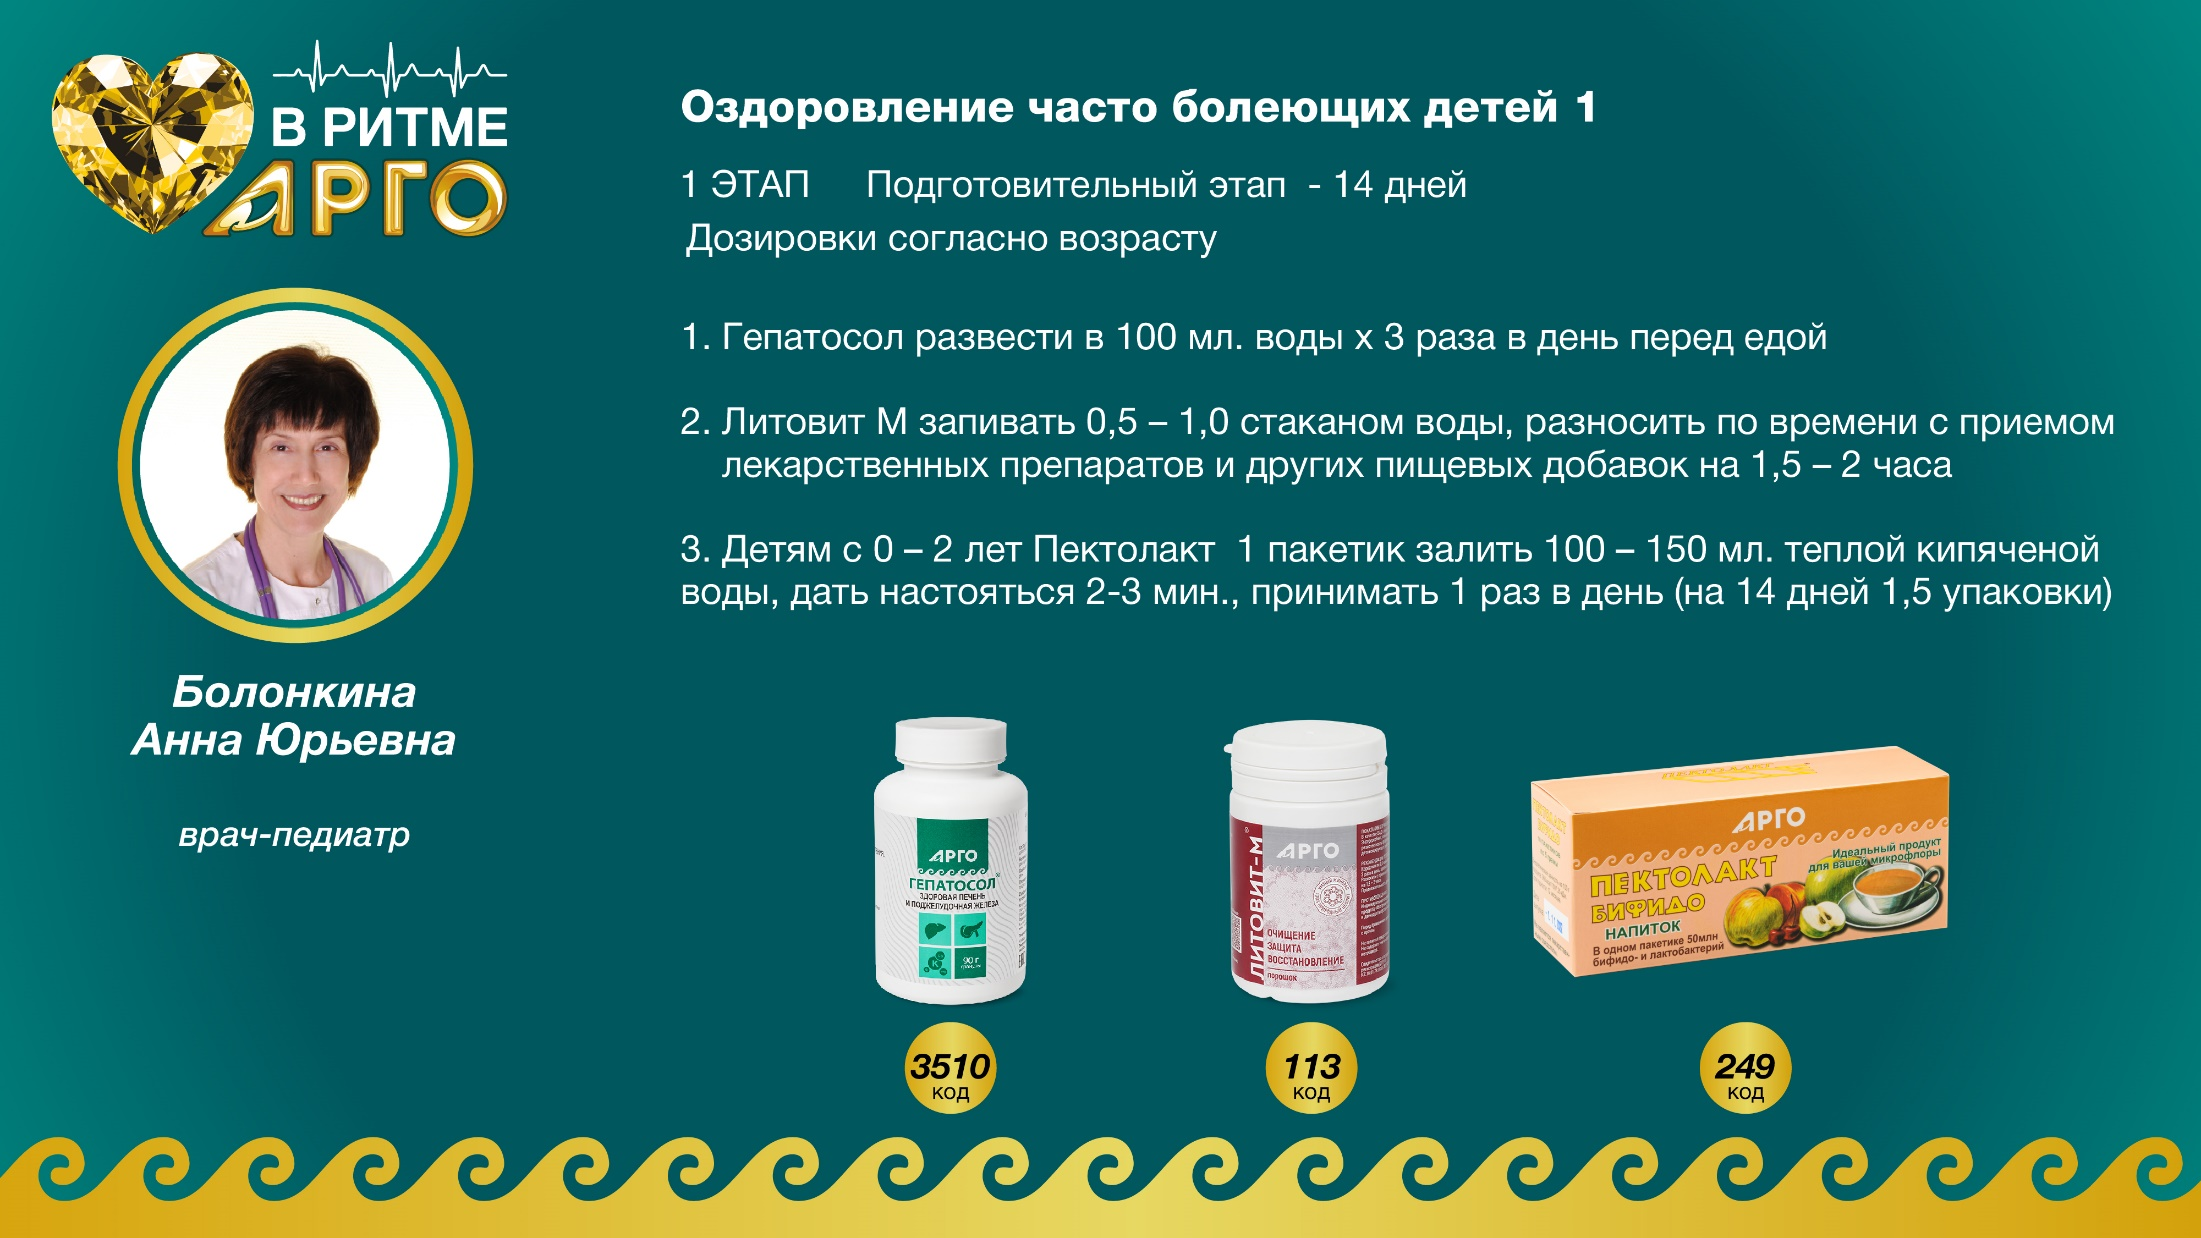 В РИТМЕ
АРГО
Оздоровление часто болеющих детей 1
1 ЭТАП Подготовительный этап - 14 дней
Дозировки согласно возрасту
1. Гепатосол развести в 100 мл. воды х 3 раза в день перед едой
2. Литовит М запивать 0,5 – 1,0 стаканом воды, разносить по времени с приемом
лекарственных препаратов и других пищевых добавок на 1,5 – 2 часа
3. Детям с 0 – 2 лет Пектолакт 1 пакетик залить 100 – 150 мл. теплой кипяченой
воды, дать настояться 2-3 мин., принимать 1 раз в день (на 14 дней 1,5 упаковки)
Болонкина
Анна Юрьевна
врач-педиатр
АРГО
ГЕПАТОСОЛ
ЗДОРОВАЯ ПЕЧЕНЬ
И ПОДЖЕЛУДОЧНАЯ ЖЕЛЕЗА
90 г
ЛИТОВИТ-М
АРГО
ОЧИЩЕНИЕ
ЗАЩИТА
ВОССТАНОВЛЕНИЕ
порошок
АРГО
Идеальный продукт
для вашей микрофлоры
ПЕКТОЛАКТ
БИФИДО
НАПИТОК
В одном пакетике 50млн
бифидо- и лактобактерий
3510
код
113
код
249
код